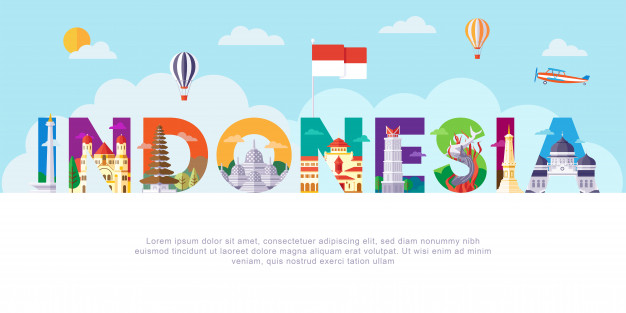 INDONESIA
Lorem ipsum dolor sit amet, consectetuer adipiscing elit, sed diam nonummy nibh
euismod tincidunt ut laoreet dolore magna aliquam erat volutpat. Ut wisi enim ad minim
veniam, quis nostrud exerci tation ullam